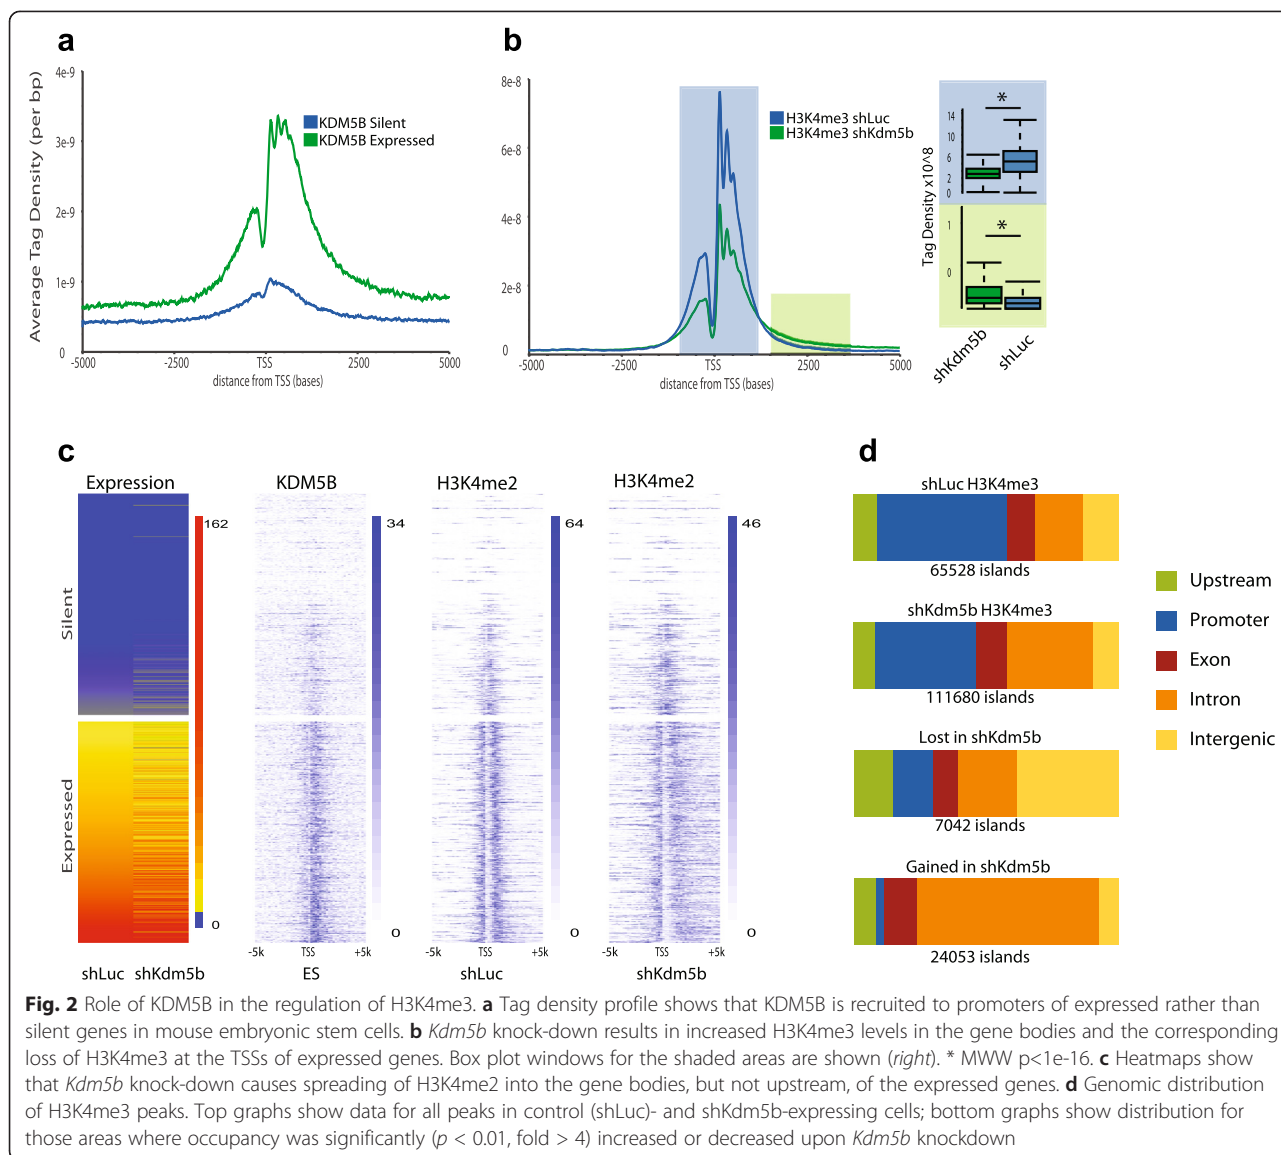 a
Average Tag Density (per bp)
4e-9
3e-9
2e-9
1e-9
0
KDM5B Silent
KDM5B Expressed
-5000
-2500
TSS
2500
5000
distance from TSS (bases)
b
8e-8
6e-8
4e-8
2e-8
0
H3K4me3 shLuc
H3K4me3 shKdm5b
-5000
-2500
TSS
2500
5000
distance from TSS (bases)
Tag Density x10^8
14
10
6
2
0
*
1
0
*
shKdm5b
shLuc
c
Expression
KDM5B
H3K4me2
H3K4me2
Silent
Expressed
162
0
34
0
64
0
46
0
-5k TSS +5k
-5k TSS +5k
-5k TSS +5k
shLuc shKdm5b
ES
shLuc
shKdm5b
d
shLuc H3K4me3
65528 islands
shKdm5b H3K4me3
111680 islands
Lost in shKdm5b
7042 islands
Gained in shKdm5b
24053 islands
Upstream
Promoter
Exon
Intron
Intergenic
Fig. 2 Role of KDM5B in the regulation of H3K4me3. a Tag density profile shows that KDM5B is recruited to promoters of expressed rather than
silent genes in mouse embryonic stem cells. b Kdm5b knock-down results in increased H3K4me3 levels in the gene bodies and the corresponding
loss of H3K4me3 at the TSSs of expressed genes. Box plot windows for the shaded areas are shown (right). * MWW p<1e-16. c Heatmaps show
that Kdm5b knock-down causes spreading of H3K4me2 into the gene bodies, but not upstream, of the expressed genes. d Genomic distribution
of H3K4me3 peaks. Top graphs show data for all peaks in control (shLuc)- and shKdm5b-expressing cells; bottom graphs show distribution for
those areas where occupancy was significantly (p < 0.01, fold > 4) increased or decreased upon Kdm5b knockdown